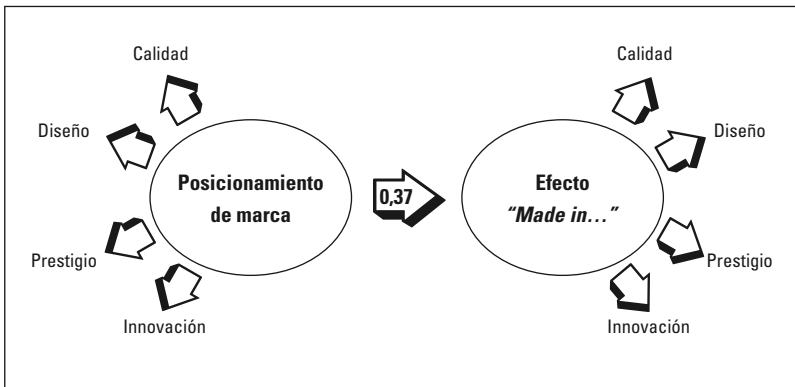 Calidad
Diseño
Posicionamiento
de marca
Prestigio
Innovación
0,37
Calidad
Diseño
Efecto
“Made in…”
Prestigio
Innovación